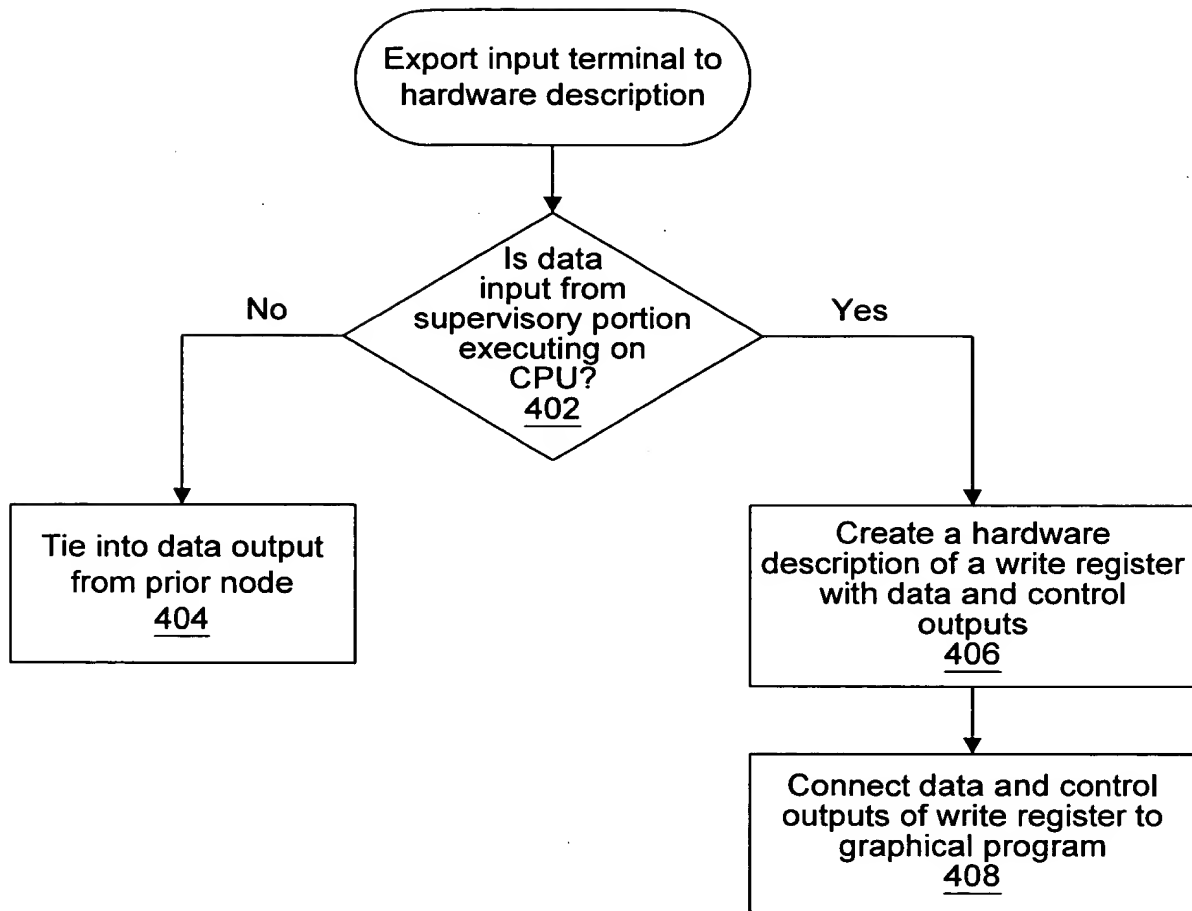 Export input terminal to
hardware description
Is data
input from
supervisory portion
executing on
CPU?
402
No
Yes
Tie into data output
from prior node
404
Create a hardware
description of a write register
with data and control
outputs
406
Connect data and control
outputs of write register to
graphical program
408